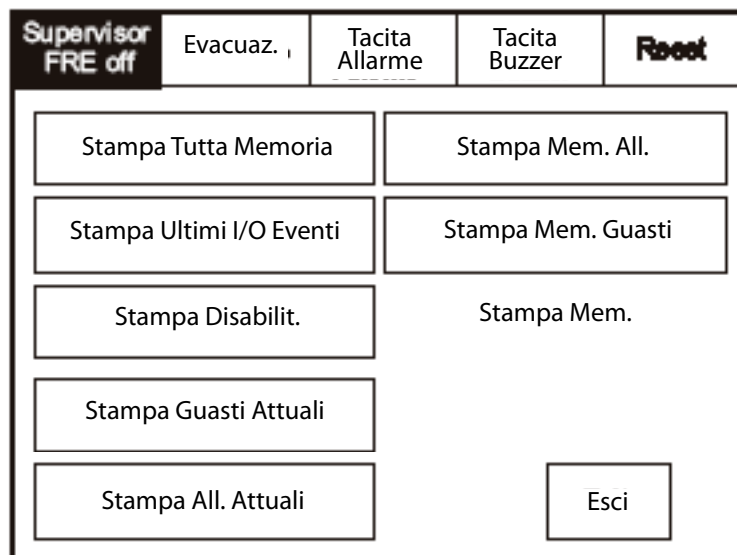 Supervisor
FRE off
Evacuaz.
Tacita
Allarme
Tacita
Buzzer
Reset
Stampa Tutta Memoria
Stampa Mem. All.
Stampa Ultimi I/O Eventi
Stampa Mem. Guasti
Stampa Disabilit.
Stampa Mem.
Stampa Guasti Attuali
Stampa All. Attuali
Esci